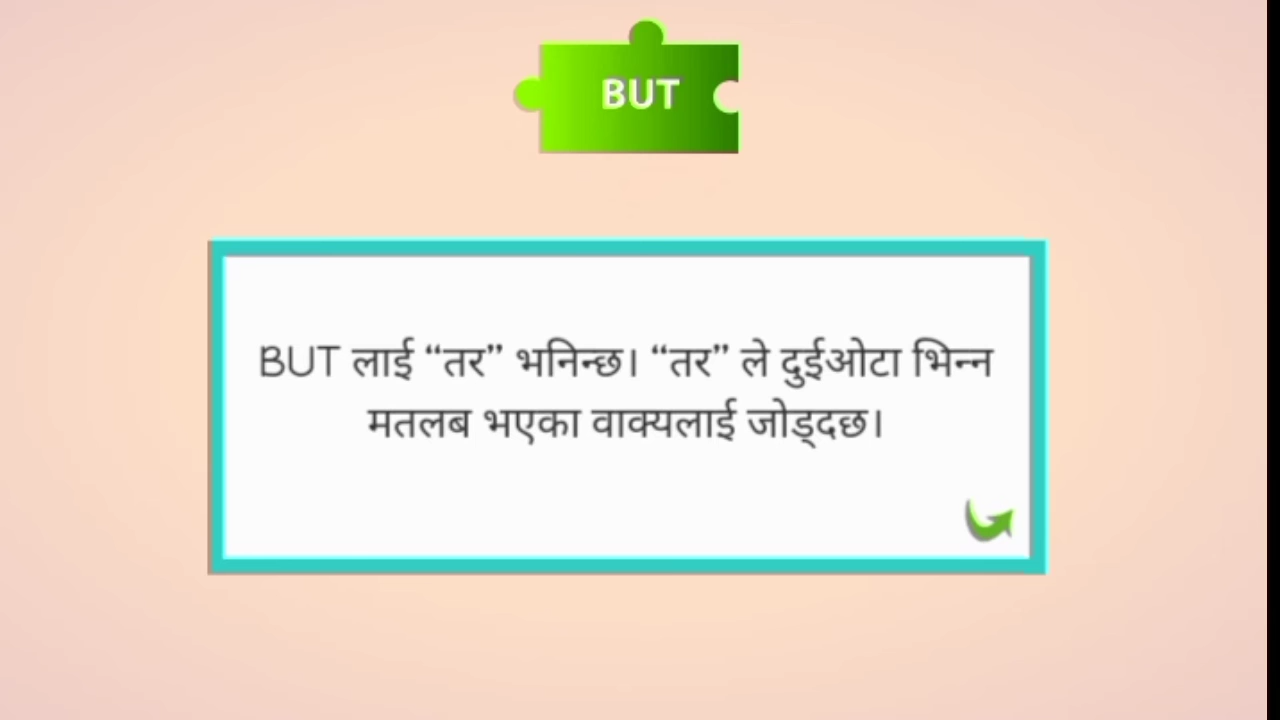 BUT
BUT लाई “तर” भनिन्छ। “तर” ले दुईओटा भिन्न
मतलब भएका वाक्यलाई जोड्दछ।